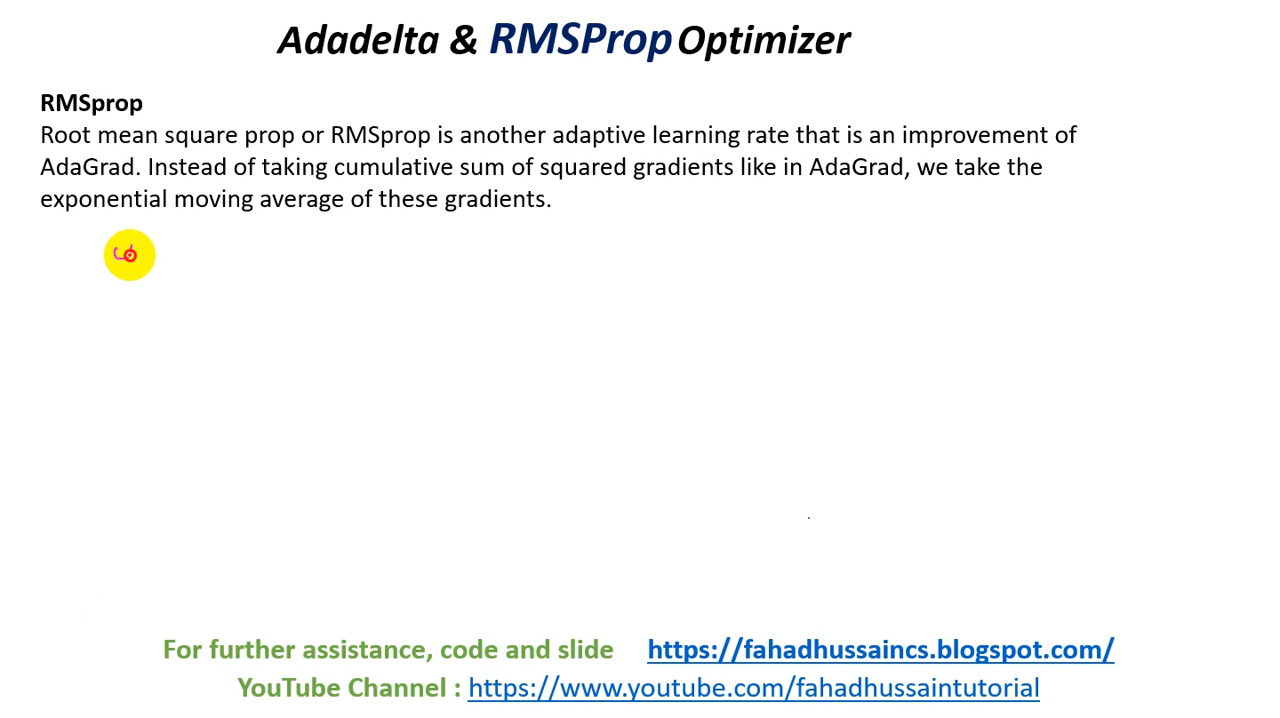 Adadelta & RMSProp Optimizer
RMSprop
Root mean square prop or RMSprop is another adaptive learning rate that is an improvement of
AdaGrad. Instead of taking cumulative sum of squared gradients like in AdaGrad, we take the
exponential moving average of these gradients.
For further assistance, code and slide https://fahadhussaincs.blogspot.com/
YouTube Channel : https://www.youtube.com/fahadhussaintutorial